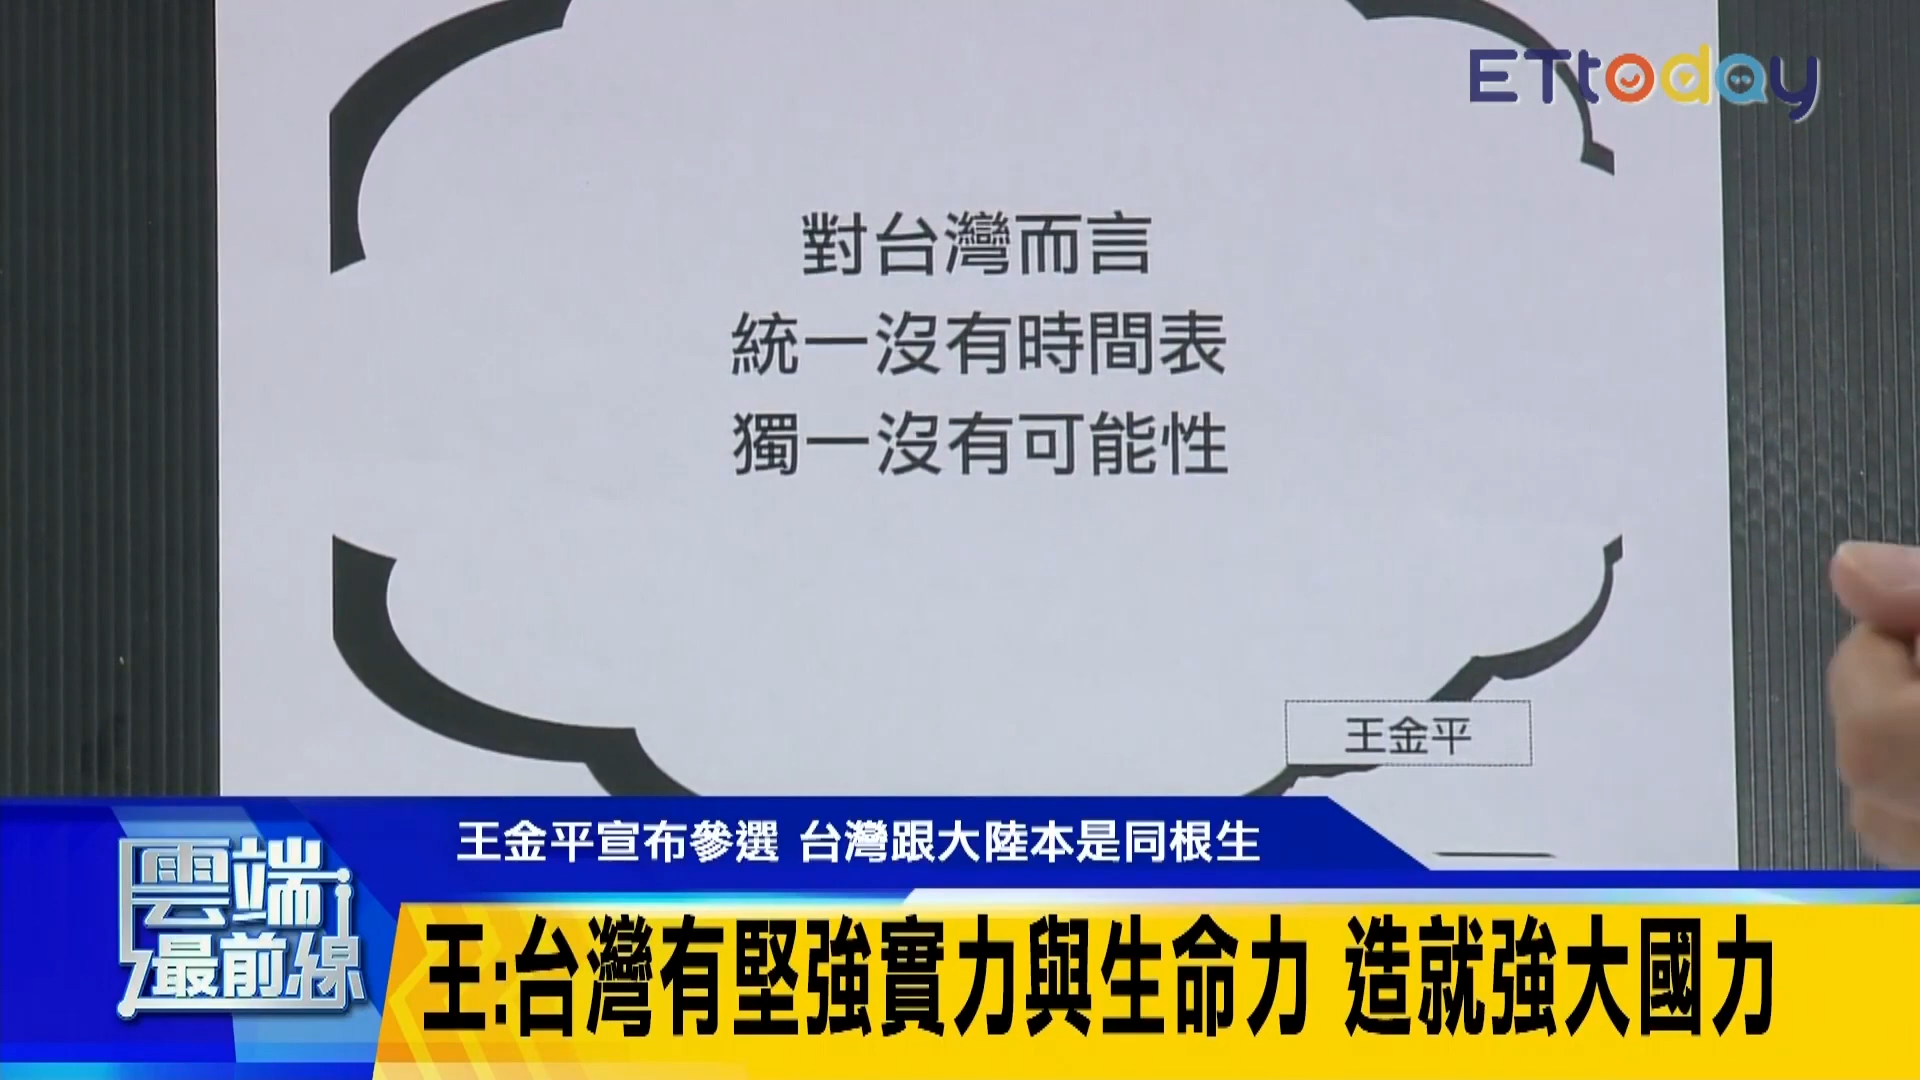 ETtoday
對台灣而言
統一沒有時間表
獨一沒有可能性
王金平
王金平宣布參選 台灣跟大陸本是同根生
雲端
最前線
王:台灣有堅強實力與生命力 造就強大國力